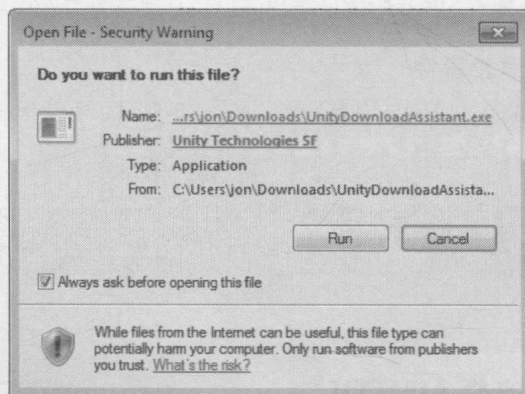 Open File - Security Warning
Do you want to run this file?
Name: ...rs\jon\Downloads\UnityDownloadAssistant.exe
Publisher: Unity Technologies SF
Type: Application
From: C:\Users\jon\Downloads\UnityDownloadAssista...
Run Cancel
Always ask before opening this file
While files from the Internet can be useful, this file type can
potentially harm your computer. Only run software from publishers
you trust. What's the risk?